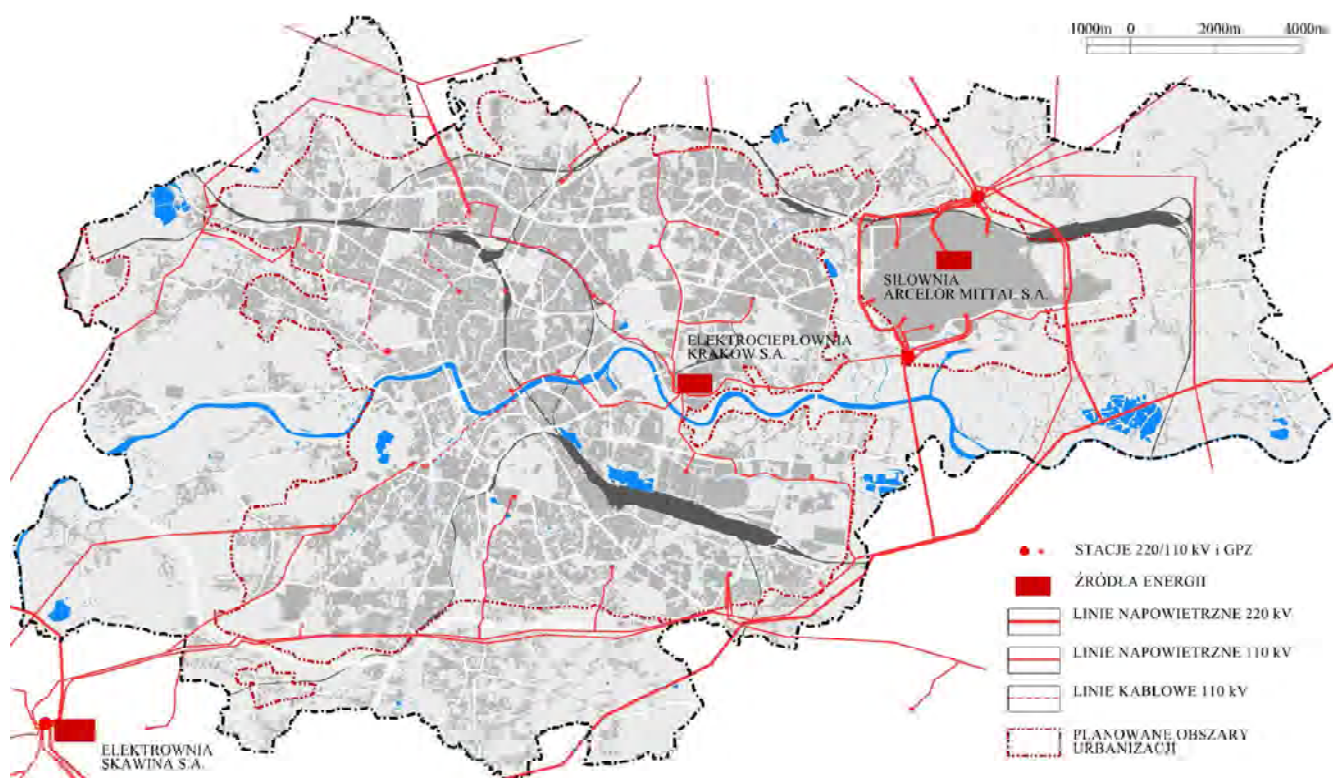 1000m 0 2000m 4000m
SIŁOWNIA
ARCELOR MITTAL S.A.
ELEKTROCIEPŁOWNIA
KRAKÓW S.A.
STACJE 220/110 kV i GPZ
ŹRÓDŁA ENERGII
LINIE NAPOWIETRZNE 220 kV
LINIE NAPOWIETRZNE 110 kV
LINIE KABLOWE 110 kV
PLANOWANE OBSZARY
URBANIZACJI
ELEKTROWNIA
SKAWINA S.A.